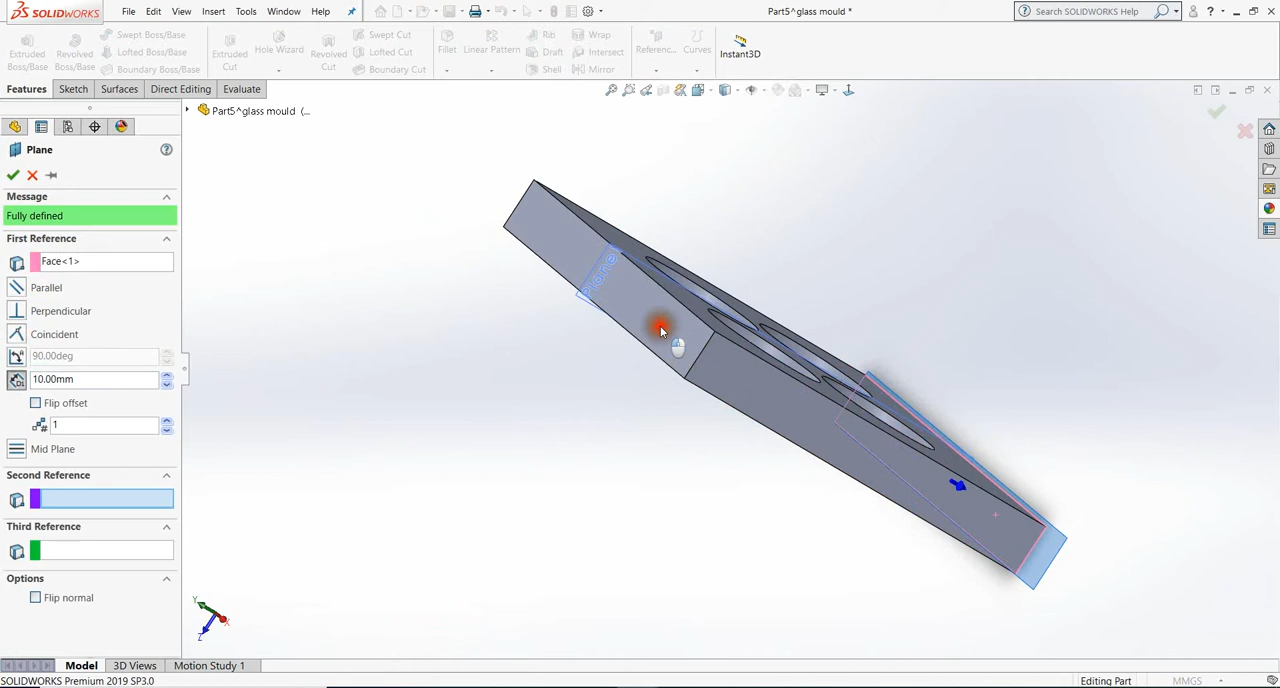 SOLIDWORKS File Edit View Insert Tools Window Help Part5^glass mould * Search SOLIDWORKS Help ?
Extruded Boss/Base
Revolved Boss/Base
Swept Boss/Base
Lofted Boss/Base
Boundary Boss/Base
Extruded Cut
Hole Wizard
Revolved Cut
Swept Cut
Lofted Cut
Boundary Cut
Fillet
Linear Pattern
Rib
Draft
Shell
Wrap
Intersect
Mirror
Referenc...
Curves
Instant3D
Features Sketch Surfaces Direct Editing Evaluate
Part5^glass mould (...
Plane
Message
Fully defined
First Reference
Face<1>
Parallel
Perpendicular
Coincident
90.00deg
10.00mm
Flip offset
1
Mid Plane
Second Reference
Third Reference
Options
Flip normal
Plane
Y
X
Z
Model 3D Views Motion Study 1
SOLIDWORKS Premium 2019 SP3.0 Editing Part MMGS